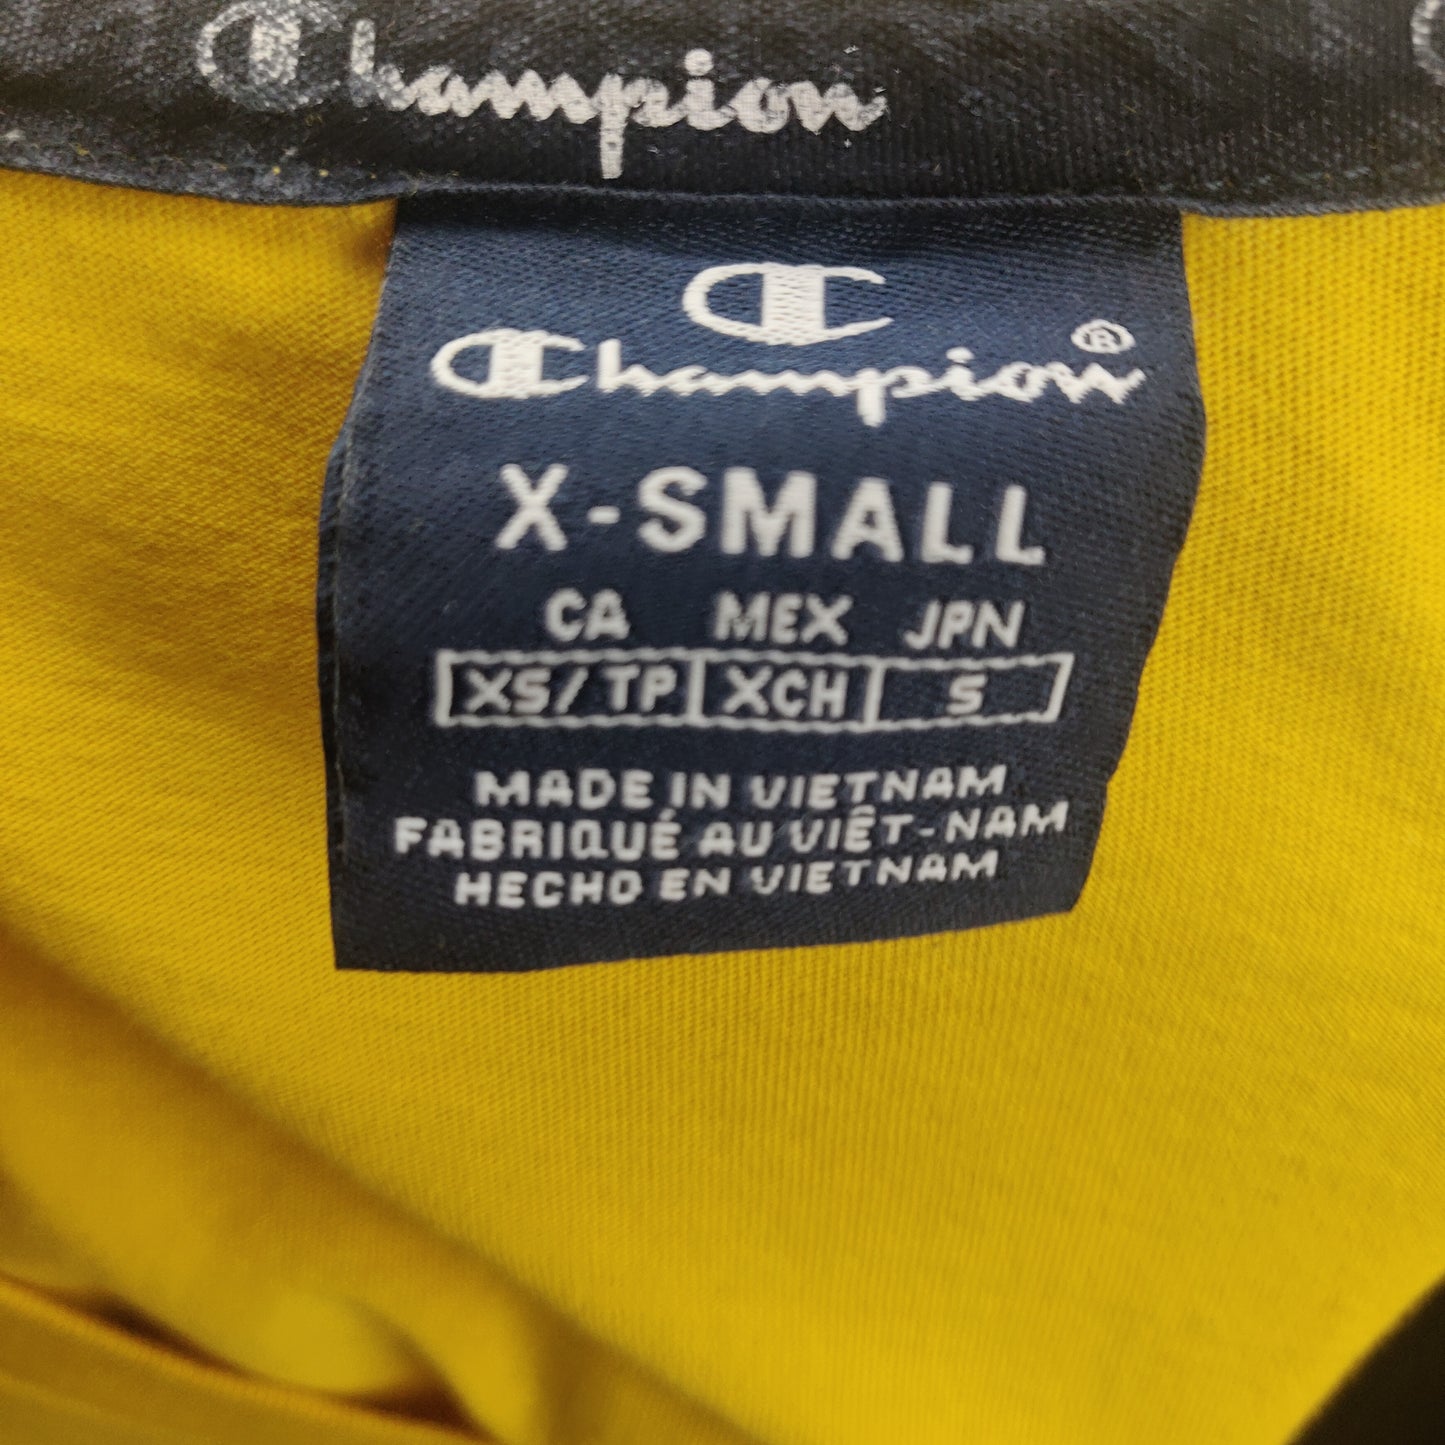 Champion
Champion®
X-SMALL
CA MEX JPN
XS/TP XCH S
MADE IN VIETNAM
FABRIQUÉ AU VIÊT-NAM
HECHO EN VIETNAM